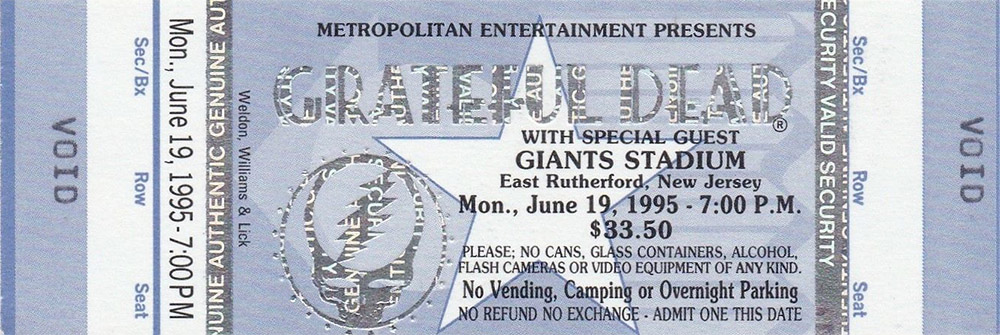 VOID
Sec/Bx
Row
Seat
Mon., June 19, 1995 - 7:00 PM
NUINE AUTHENTIC GENUINE AUT
Weldon, Williams & Lick
METROPOLITAN ENTERTAINMENT PRESENTS
GRATEFUL DEAD®
WITH SPECIAL GUEST
GIANTS STADIUM
East Rutherford, New Jersey
Mon., June 19, 1995 - 7:00 P.M.
$33.50
PLEASE; NO CANS, GLASS CONTAINERS, ALCOHOL,
FLASH CAMERAS OR VIDEO EQUIPMENT OF ANY KIND.
No Vending, Camping or Overnight Parking
NO REFUND NO EXCHANGE - ADMIT ONE THIS DATE
ECURITY VALID SECURITY
Sec/Bx
Row
Seat
VOID